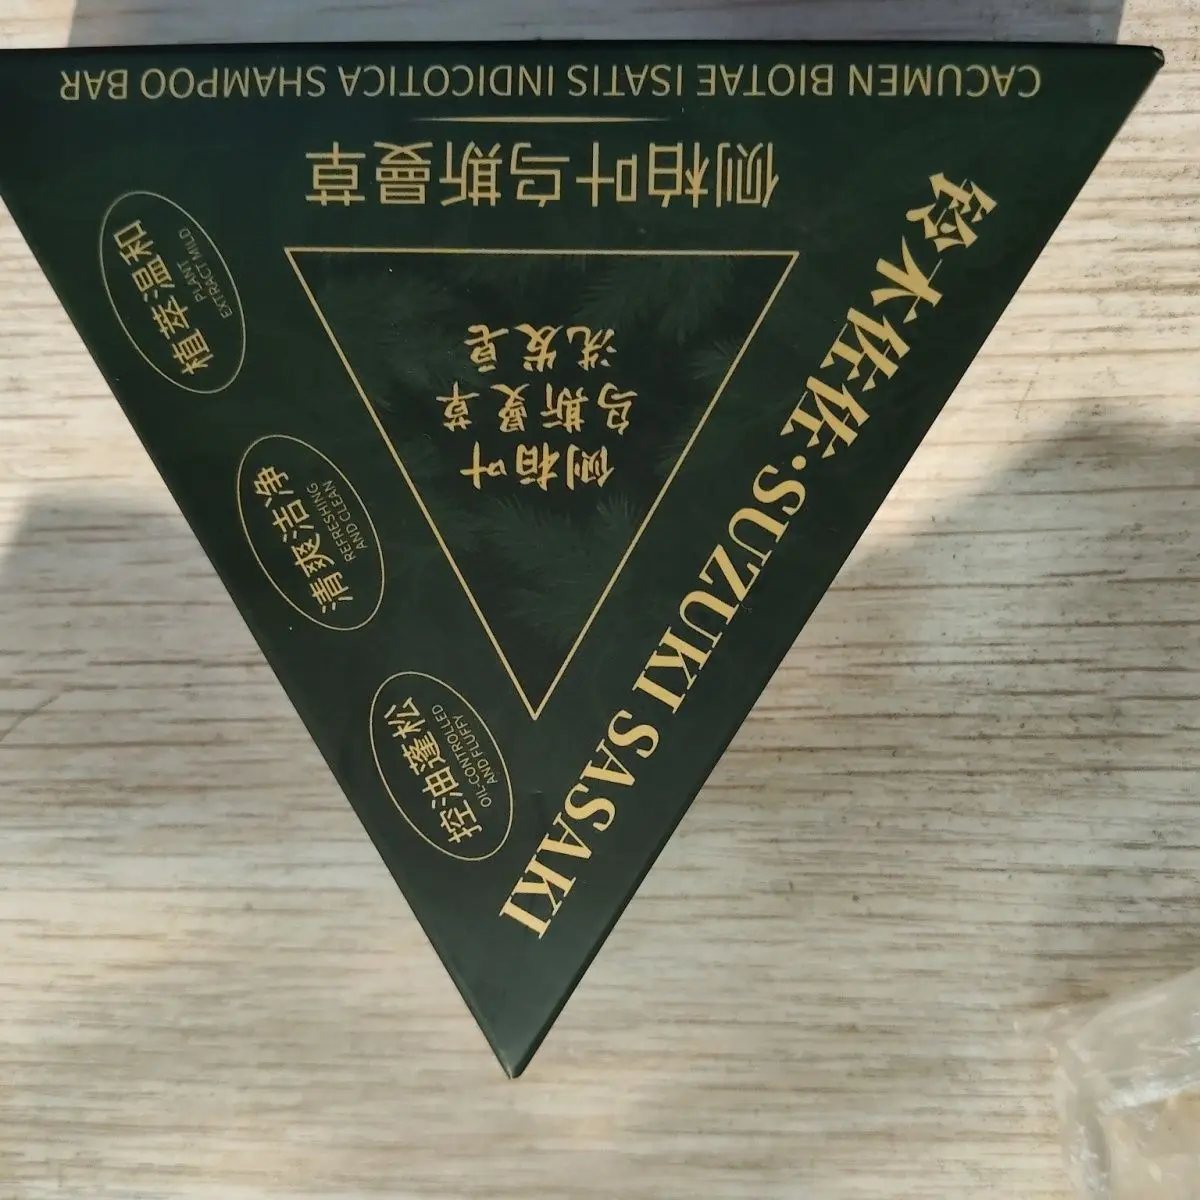 铃木佐佐·SUZUKI SASAKI
控油蓬松
OIL-CONTROLLED
AND FLUFFY
清爽洁净
REFRESHING
AND CLEAN
植萃温和
PLANT
EXTRACT MILD
侧柏叶
乌斯曼草
洗发皂
侧柏叶乌斯曼草
CACUMEN BIOTAE ISATIS INDICOTICA SHAMPOO BAR